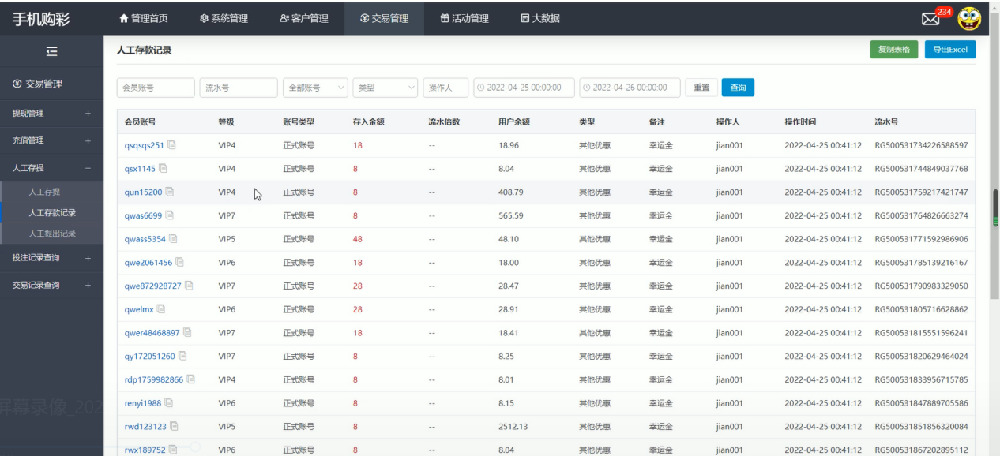 手机购彩 管理首页 系统管理 客户管理 交易管理 活动管理 大数据 234
人工存款记录 复制表格 导出Excel
交易管理
会员账号 流水号 全部账号 类型 操作人 2022-04-25 00:00:00 2022-04-26 00:00:00 重置 查询
提现管理 +
充值管理 +
人工存提 −
人工存提
人工存款记录
人工提出记录
投注记录查询 +
交易记录查询 +
会员账号 等级 账号类型 存入金额 流水倍数 用户余额 类型 备注 操作人 操作时间 流水号
qsqsqs251 VIP4 正式账号 18 -- 18.96 其他优惠 幸运金 jian001 2022-04-25 00:41:12 RG500531734226588597
qsx1145 VIP4 正式账号 8 -- 8.04 其他优惠 幸运金 jian001 2022-04-25 00:41:12 RG500531744849037768
qun15200 VIP4 正式账号 8 -- 408.79 其他优惠 幸运金 jian001 2022-04-25 00:41:12 RG500531759217421747
qwas6699 VIP7 正式账号 8 -- 565.59 其他优惠 幸运金 jian001 2022-04-25 00:41:12 RG500531764826663274
qwass5354 VIP5 正式账号 48 -- 48.10 其他优惠 幸运金 jian001 2022-04-25 00:41:12 RG500531771592986906
qwe2061456 VIP6 正式账号 18 -- 18.00 其他优惠 幸运金 jian001 2022-04-25 00:41:12 RG500531785139216167
qwe872928727 VIP7 正式账号 28 -- 28.47 其他优惠 幸运金 jian001 2022-04-25 00:41:12 RG500531790983329050
qwelmx VIP6 正式账号 28 -- 28.91 其他优惠 幸运金 jian001 2022-04-25 00:41:12 RG500531805716628862
qwer48468897 VIP7 正式账号 18 -- 18.41 其他优惠 幸运金 jian001 2022-04-25 00:41:12 RG500531815551596241
qy172051260 VIP7 正式账号 8 -- 8.25 其他优惠 幸运金 jian001 2022-04-25 00:41:12 RG500531820629464024
rdp1759982866 VIP4 正式账号 8 -- 8.01 其他优惠 幸运金 jian001 2022-04-25 00:41:12 RG500531833956715785
renyi1988 VIP6 正式账号 8 -- 8.15 其他优惠 幸运金 jian001 2022-04-25 00:41:12 RG500531847889705586
rwd123123 VIP5 正式账号 8 -- 2512.13 其他优惠 幸运金 jian001 2022-04-25 00:41:12 RG500531851856320084
rwx189752 VIP6 正式账号 8 -- 8.04 其他优惠 幸运金 jian001 2022-04-25 00:41:12 RG500531867202895112
屏幕录像_202